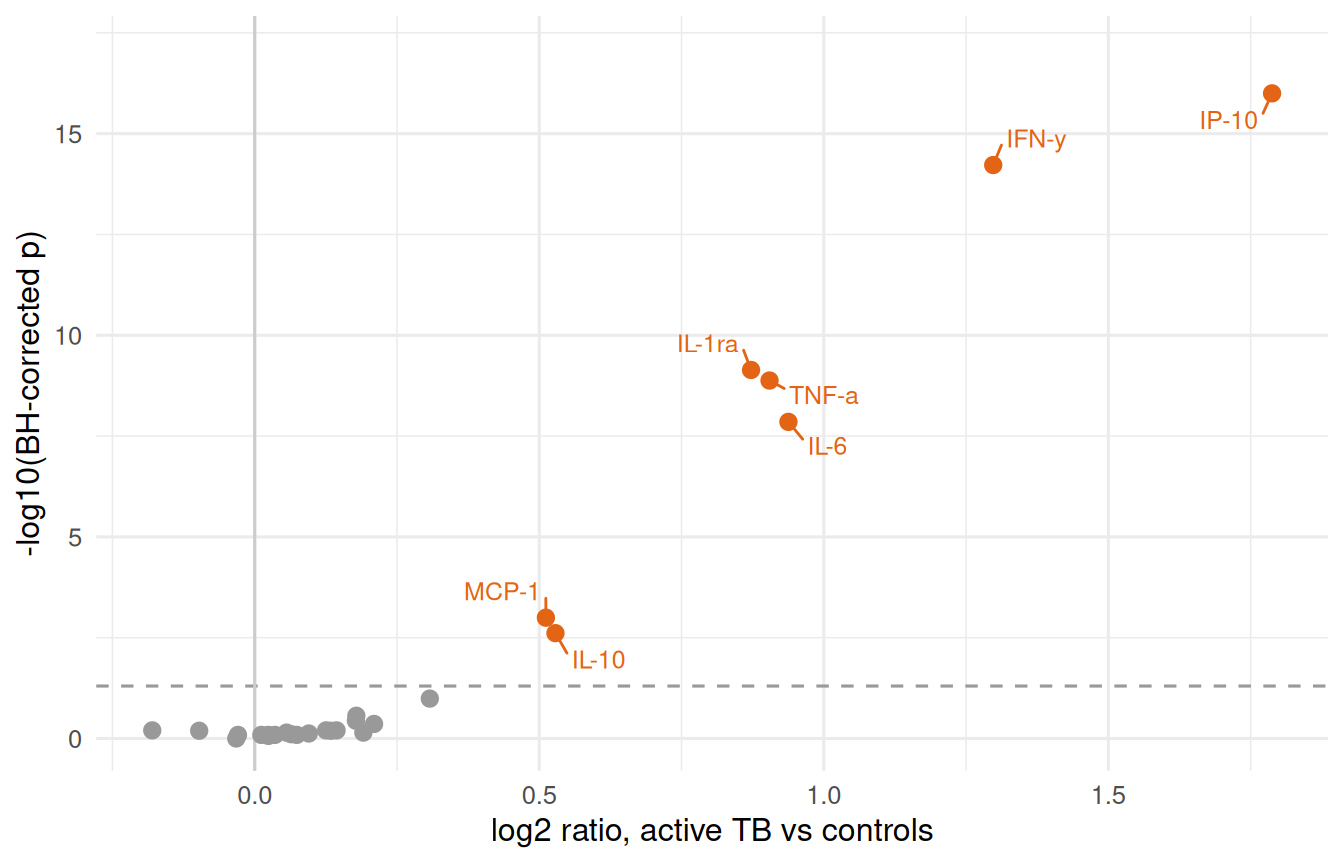 15
10
5
0
-log10(BH-corrected p)
IP-10
IFN-y
IL-1ra
TNF-a
IL-6
MCP-1
IL-10
0.0
0.5
1.0
1.5
log2 ratio, active TB vs controls